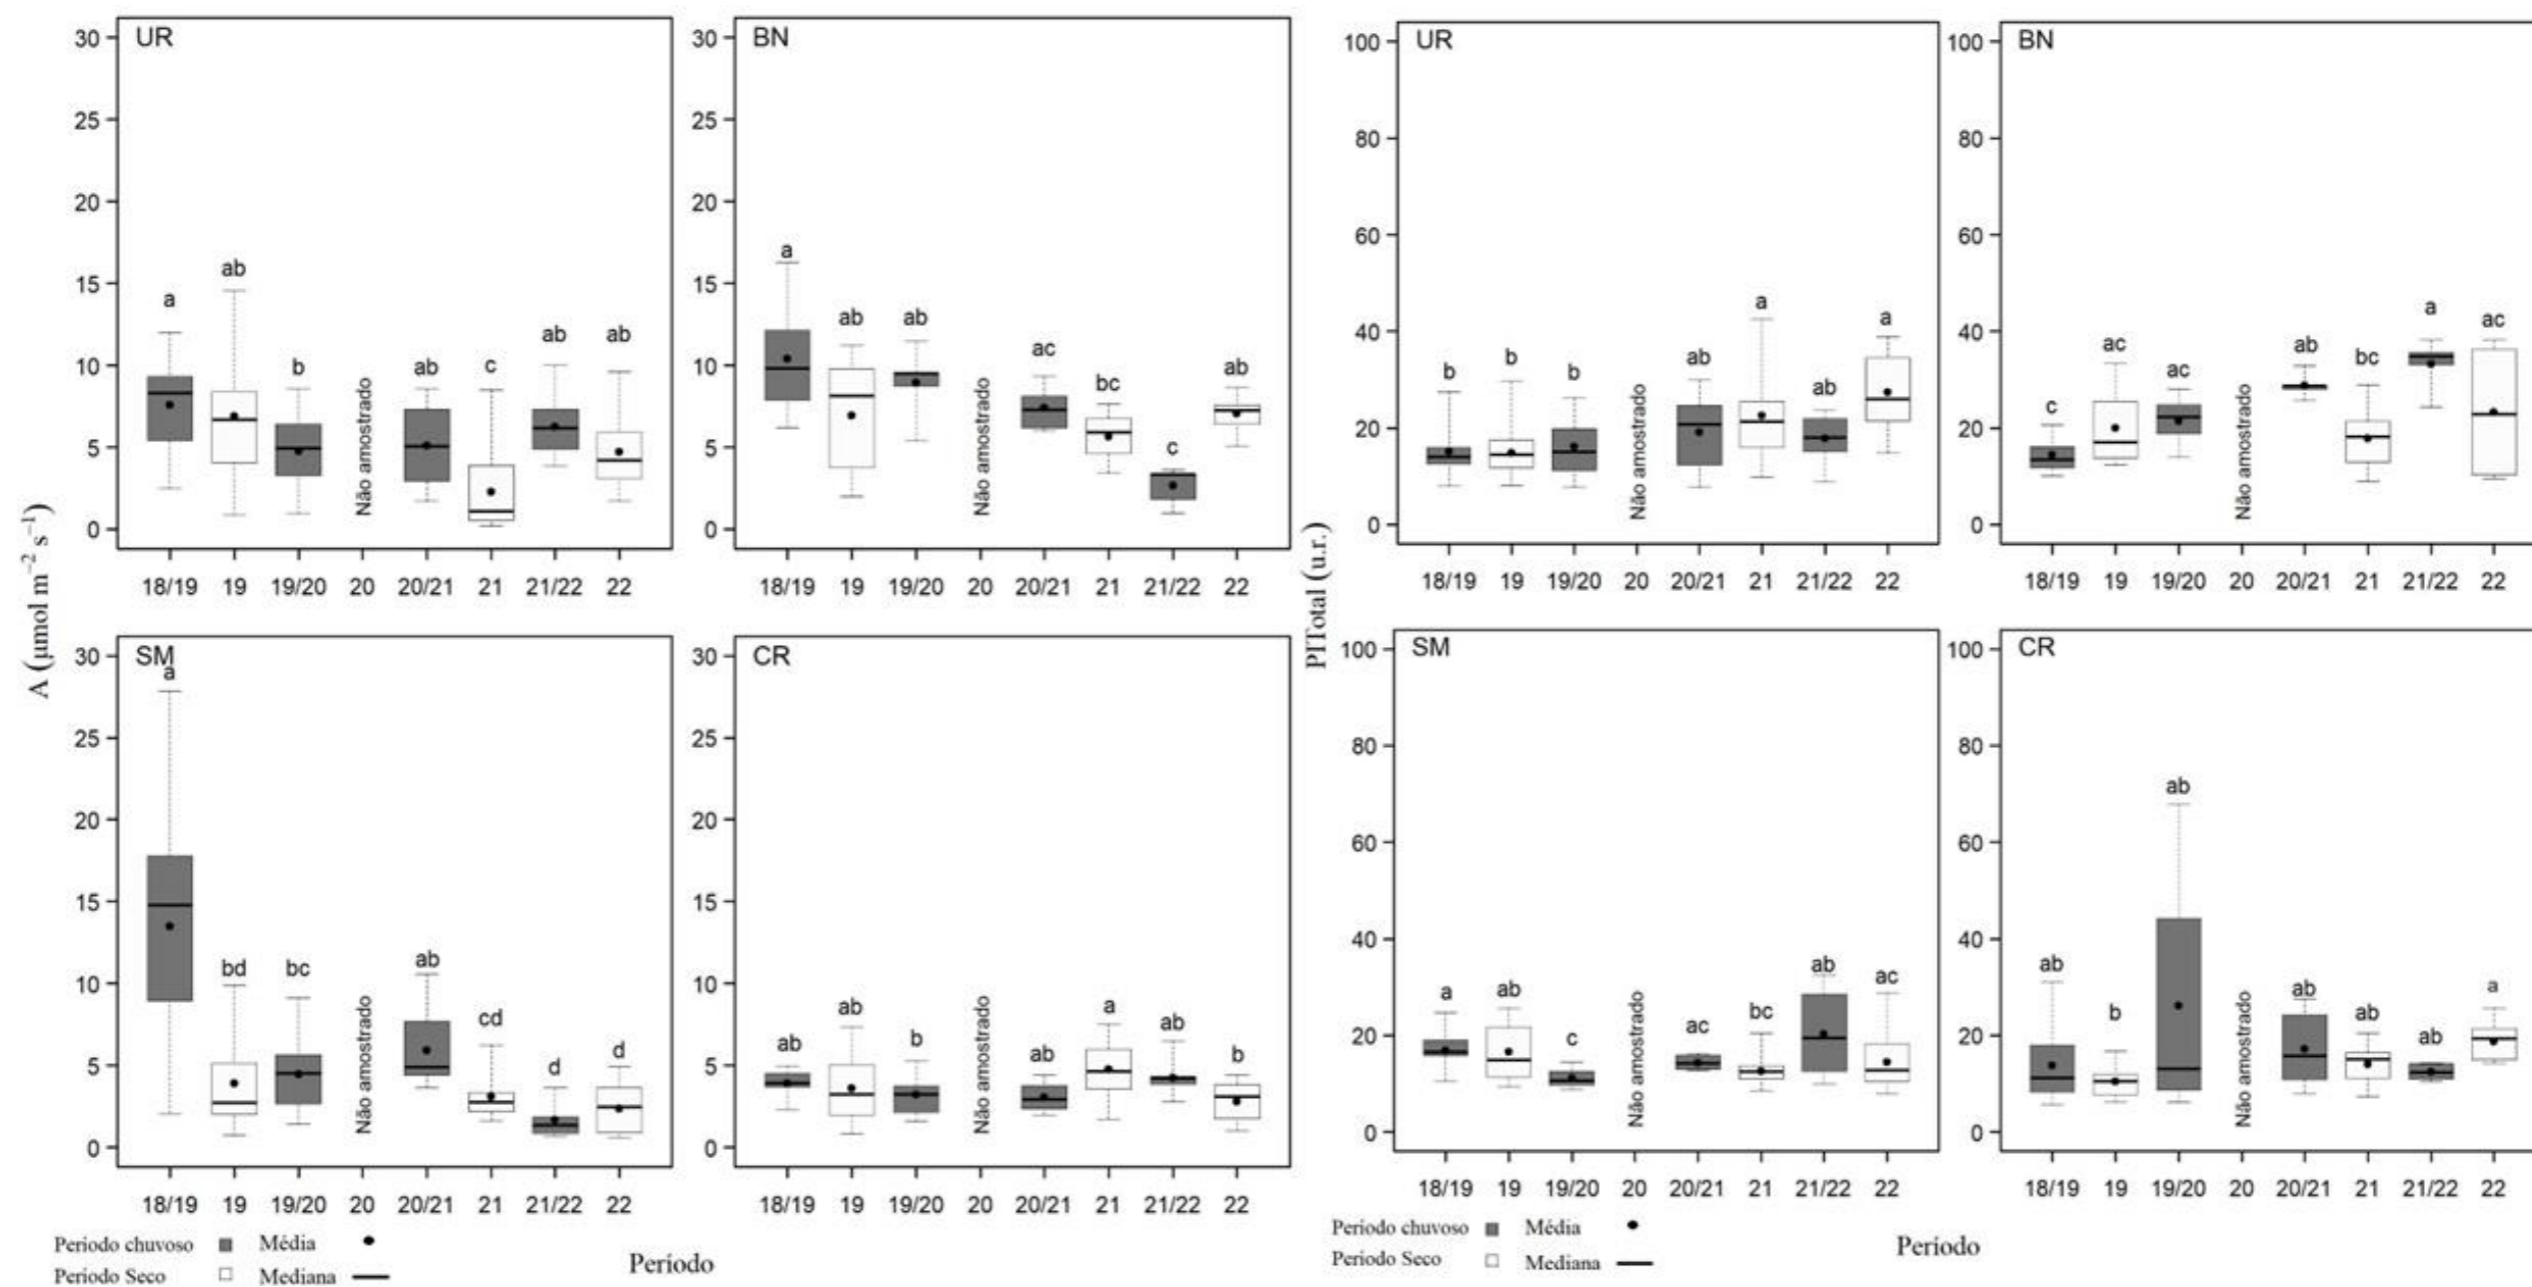 A (µmol m⁻² s⁻¹)
UR
30
25
20
15
10
5
0
a
ab
b
Não amostrado
ab
c
ab
ab
18/19 19 19/20 20 20/21 21 21/22 22
BN
30
25
20
15
10
5
0
a
ab
ab
Não amostrado
ac
bc
c
ab
18/19 19 19/20 20 20/21 21 21/22 22
SM
30
25
20
15
10
5
0
a
bd
bc
Não amostrado
ab
cd
d
d
18/19 19 19/20 20 20/21 21 21/22 22
CR
30
25
20
15
10
5
0
ab
ab
b
Não amostrado
ab
a
ab
b
18/19 19 19/20 20 20/21 21 21/22 22
Periodo chuvoso Média
Periodo Seco Mediana
Período
PITotal (u.r.)
UR
100
80
60
40
20
0
b
b
b
Não amostrado
ab
a
ab
a
18/19 19 19/20 20 20/21 21 21/22 22
BN
100
80
60
40
20
0
c
ac
ac
Não amostrado
ab
bc
a
ac
18/19 19 19/20 20 20/21 21 21/22 22
SM
100
80
60
40
20
0
a
ab
c
Não amostrado
ac
bc
ab
ac
18/19 19 19/20 20 20/21 21 21/22 22
CR
100
80
60
40
20
0
ab
b
ab
Não amostrado
ab
ab
ab
a
18/19 19 19/20 20 20/21 21 21/22 22
Periodo chuvoso Média
Periodo Seco Mediana
Período